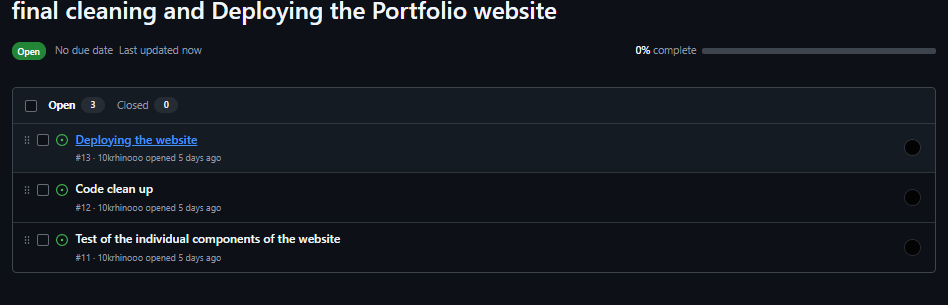 final cleaning and Deploying the Portfolio website
Open No due date Last updated now 0% complete
Open 3 Closed 0
Deploying the website
#13 · 10krhinooo opened 5 days ago
Code clean up
#12 · 10krhinooo opened 5 days ago
Test of the individual components of the website
#11 · 10krhinooo opened 5 days ago